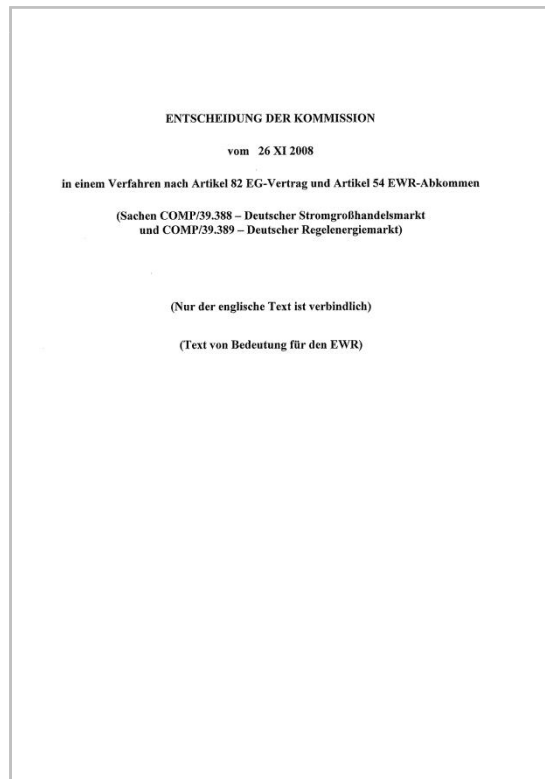 ENTSCHEIDUNG DER KOMMISSION
vom 26 XI 2008
in einem Verfahren nach Artikel 82 EG-Vertrag und Artikel 54 EWR-Abkommen
(Sachen COMP/39.388 – Deutscher Stromgroßhandelsmarkt
und COMP/39.389 – Deutscher Regelenergiemarkt)
(Nur der englische Text ist verbindlich)
(Text von Bedeutung für den EWR)